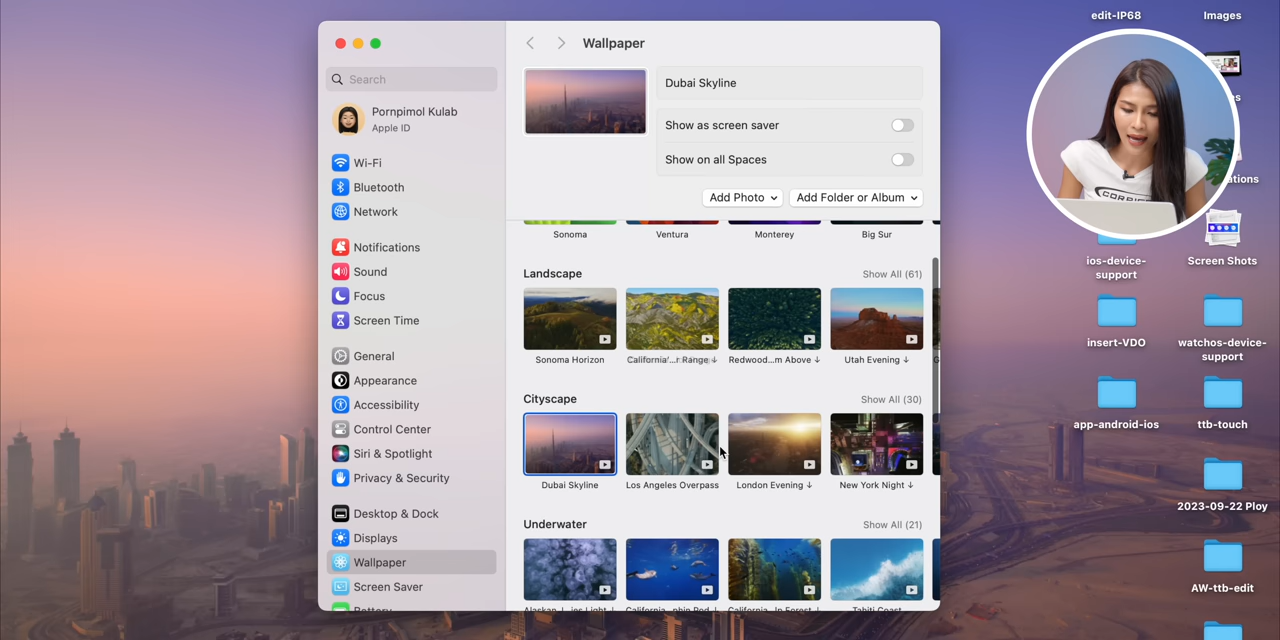 edit-IP68
Images
Wallpaper
Search
Pornpimol Kulab
Apple ID
Wi-Fi
Bluetooth
Network
Notifications
Sound
Focus
Screen Time
General
Appearance
Accessibility
Control Center
Siri & Spotlight
Privacy & Security
Desktop & Dock
Displays
Wallpaper
Screen Saver
Battery
Dubai Skyline
Show as screen saver
Show on all Spaces
Add Photo
Add Folder or Album
Sonoma
Ventura
Monterey
Big Sur
Landscape
Show All (61)
Sonoma Horizon
California'...r Range ↓
Redwood...m Above ↓
Utah Evening ↓
Cityscape
Show All (30)
Dubai Skyline
Los Angeles Overpass
London Evening ↓
New York Night ↓
Underwater
Show All (21)
Tahiti Coast
ios-device-
support
Screen Shots
insert-VDO
watchos-device-
support
app-android-ios
ttb-touch
2023-09-22 Ploy
AW-ttb-edit